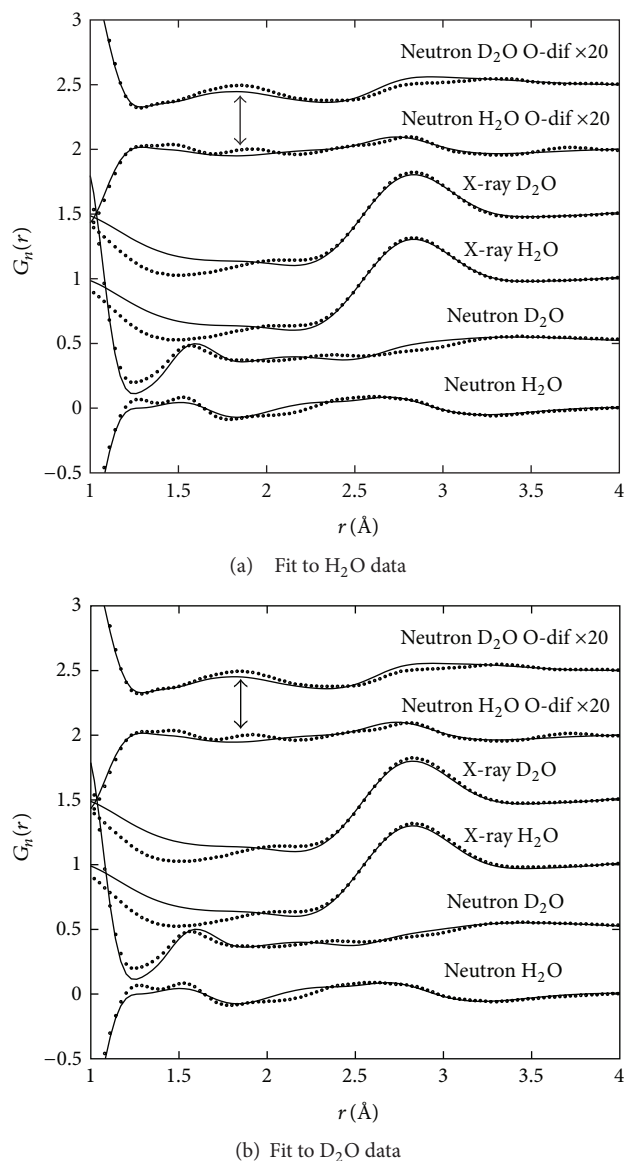 3
2.5
2
1.5
1
0.5
0
−0.5
G_n(r)
Neutron D₂O O-dif ×20
Neutron H₂O O-dif ×20
X-ray D₂O
X-ray H₂O
Neutron D₂O
Neutron H₂O
1 1.5 2 2.5 3 3.5 4
r (Å)
(a) Fit to H₂O data
3
2.5
2
1.5
1
0.5
0
−0.5
G_n(r)
Neutron D₂O O-dif ×20
Neutron H₂O O-dif ×20
X-ray D₂O
X-ray H₂O
Neutron D₂O
Neutron H₂O
1 1.5 2 2.5 3 3.5 4
r (Å)
(b) Fit to D₂O data